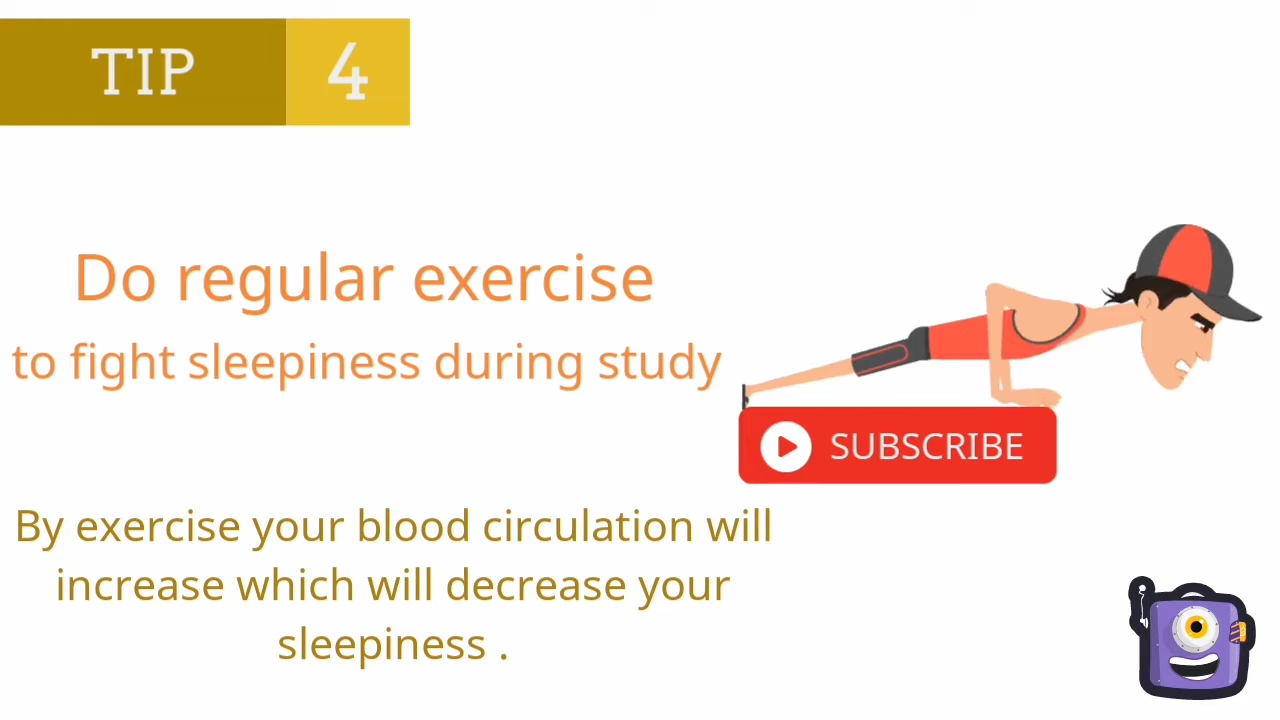 TIP 4
Do regular exercise
to fight sleepiness during study
SUBSCRIBE
By exercise your blood circulation will
increase which will decrease your
sleepiness .